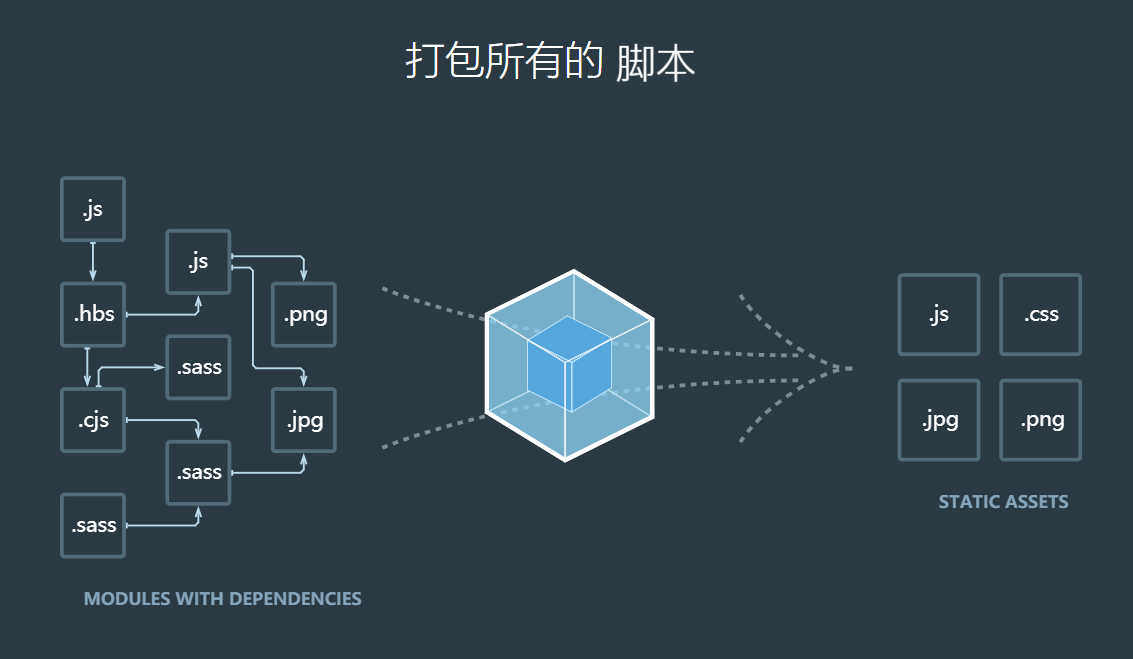 打包所有的 脚本
.js
.js
.hbs
.png
.sass
.cjs
.jpg
.sass
.sass
MODULES WITH DEPENDENCIES
.js
.css
.jpg
.png
STATIC ASSETS